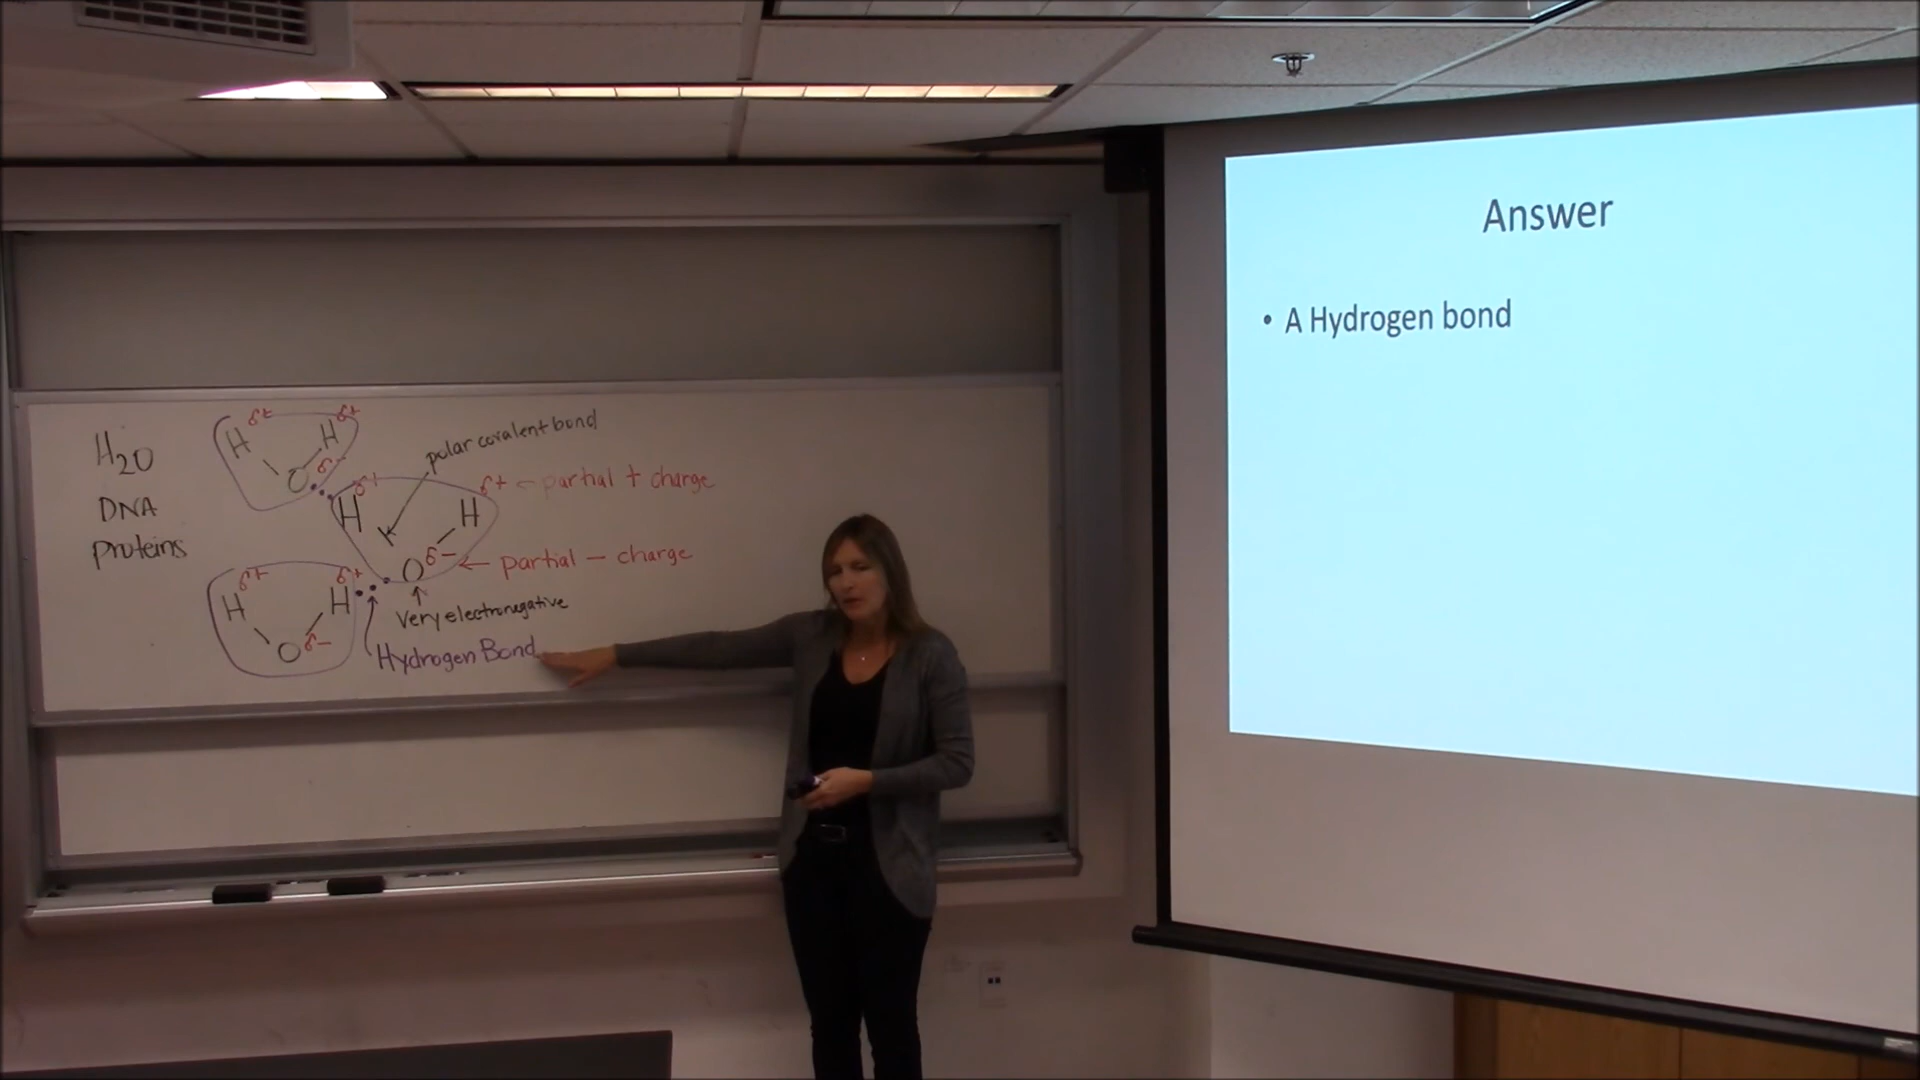 H2O
DNA
proteins
δ+ δ+
H H
O δ-
polar covalent bond
δ+ δ+ ← partial + charge
H H
O δ- ← partial - charge
very electronegative
δ+ δ+
H H
O δ-
Hydrogen Bond
Answer
• A Hydrogen bond